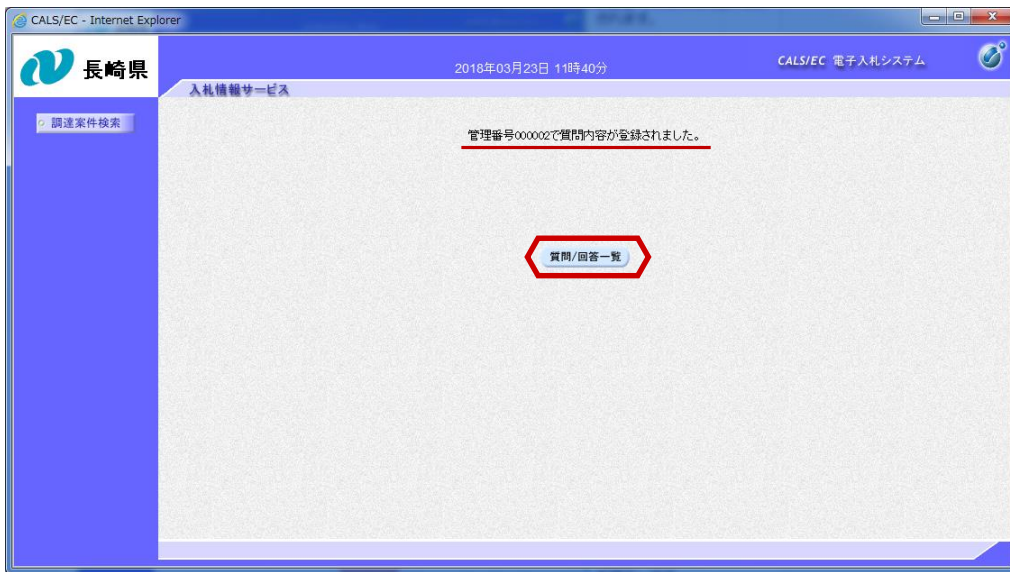 CALS/EC - Internet Explorer
長崎県
2018年03月23日 11時40分
CALS/EC 電子入札システム
入札情報サービス
調達案件検索
管理番号000002で質問内容が登録されました。
質問/回答一覧